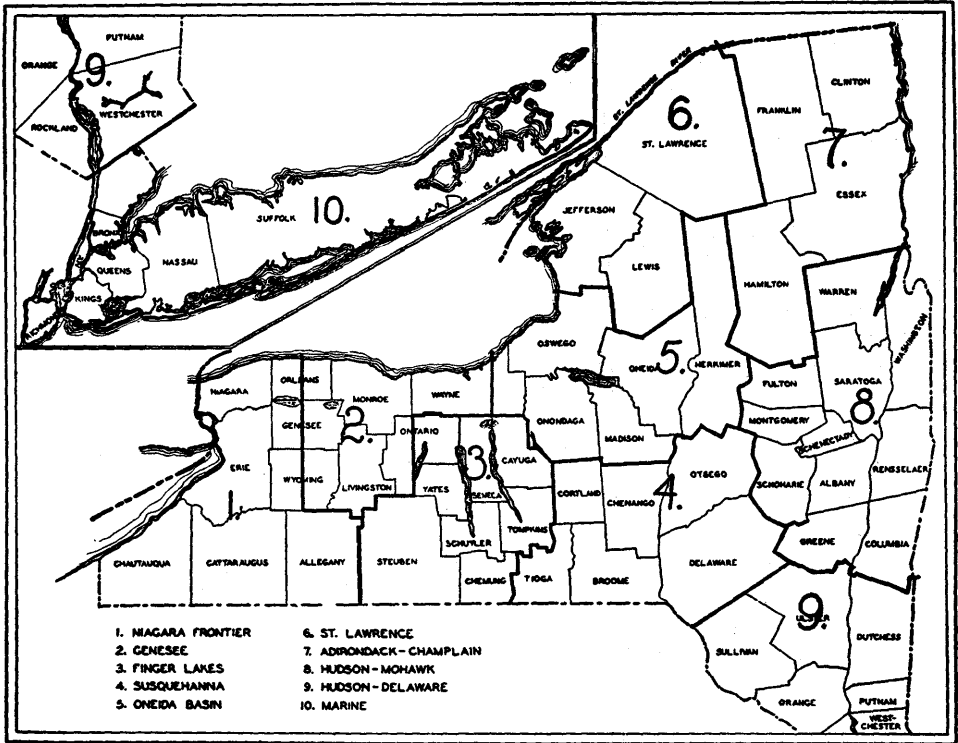 PUTNAM
ORANGE
9.
WESTCHESTER
ROCKLAND
BRONX
QUEENS
NASSAU
SUFFOLK
10.
KINGS
RICHMOND
ST. LAWRENCE RIVER
6.
ST. LAWRENCE
FRANKLIN
CLINTON
7.
ESSEX
JEFFERSON
LEWIS
HAMILTON
WARREN
WASHINGTON
OSWEGO
ONEIDA
5.
HERKIMER
FULTON
SARATOGA
8.
NIAGARA
ORLEANS
MONROE
WAYNE
GENESEE
2.
ONTARIO
ONONDAGA
MADISON
MONTGOMERY
SCHENECTADY
ERIE
1.
WYOMING
LIVINGSTON
YATES
3.
SENECA
CAYUGA
CORTLAND
CHENANGO
4.
OTSEGO
SCHOHARIE
ALBANY
RENSSELAER
SCHUYLER
TOMPKINS
GREENE
COLUMBIA
CHAUTAUQUA
CATTARAUGUS
ALLEGANY
STEUBEN
CHEMUNG
TIOGA
BROOME
DELAWARE
ULSTER
9.
SULLIVAN
DUTCHESS
ORANGE
PUTNAM
WEST-
CHESTER
1. NIAGARA FRONTIER
2. GENESEE
3. FINGER LAKES
4. SUSQUEHANNA
5. ONEIDA BASIN
6. ST. LAWRENCE
7. ADIRONDACK-CHAMPLAIN
8. HUDSON-MOHAWK
9. HUDSON-DELAWARE
10. MARINE